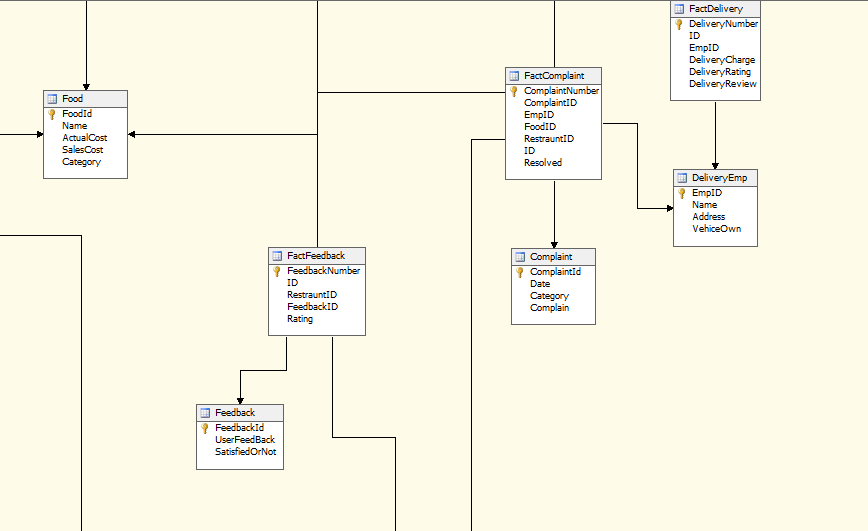 FactDelivery
DeliveryNumber
ID
EmpID
DeliveryCharge
DeliveryRating
DeliveryReview
Food
FoodId
Name
ActualCost
SalesCost
Category
FactComplaint
ComplaintNumber
ComplaintID
EmpID
FoodID
RestrauntID
ID
Resolved
DeliveryEmp
EmpID
Name
Address
VehiceOwn
FactFeedback
FeedbackNumber
ID
RestrauntID
FeedbackID
Rating
Complaint
ComplaintId
Date
Category
Complain
Feedback
FeedbackId
UserFeedBack
SatisfiedOrNot